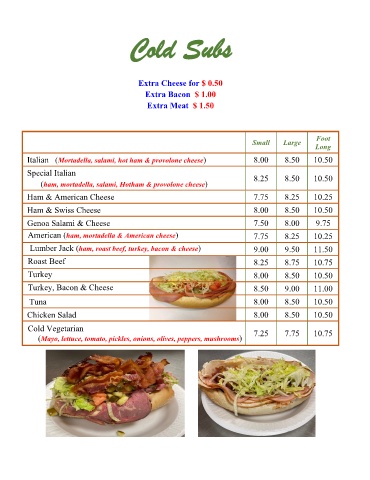 Cold Subs
Extra Cheese for $ 0.50
Extra Bacon $ 1.00
Extra Meat $ 1.50
Small Large Foot Long
Italian (Mortadella, salami, hot ham & provolone cheese) 8.00 8.50 10.50
Special Italian
(ham, mortadella, salami, Hotham & provolone cheese) 8.25 8.50 10.50
Ham & American Cheese 7.75 8.25 10.25
Ham & Swiss Cheese 8.00 8.50 10.50
Genoa Salami & Cheese 7.50 8.00 9.75
American (ham, mortadella & American cheese) 7.75 8.25 10.25
Lumber Jack (ham, roast beef, turkey, bacon & cheese) 9.00 9.50 11.50
Roast Beef 8.25 8.75 10.75
Turkey 8.00 8.50 10.50
Turkey, Bacon & Cheese 8.50 9.00 11.00
Tuna 8.00 8.50 10.50
Chicken Salad 8.00 8.50 10.50
Cold Vegetarian
(Mayo, lettuce, tomato, pickles, onions, olives, peppers, mushrooms) 7.25 7.75 10.75